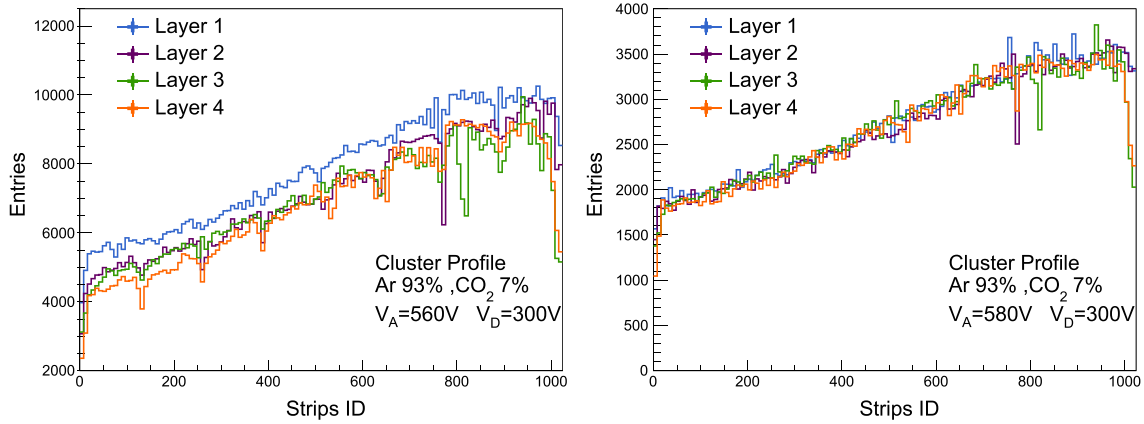 12000
10000
8000
6000
4000
2000
Entries
Layer 1
Layer 2
Layer 3
Layer 4
Cluster Profile
Ar 93% ,CO2 7%
VA=560V VD=300V
0 200 400 600 800 1000
Strips ID
4000
3500
3000
2500
2000
1500
1000
500
0
Entries
Layer 1
Layer 2
Layer 3
Layer 4
Cluster Profile
Ar 93% ,CO2 7%
VA=580V VD=300V
0 200 400 600 800 1000
Strips ID